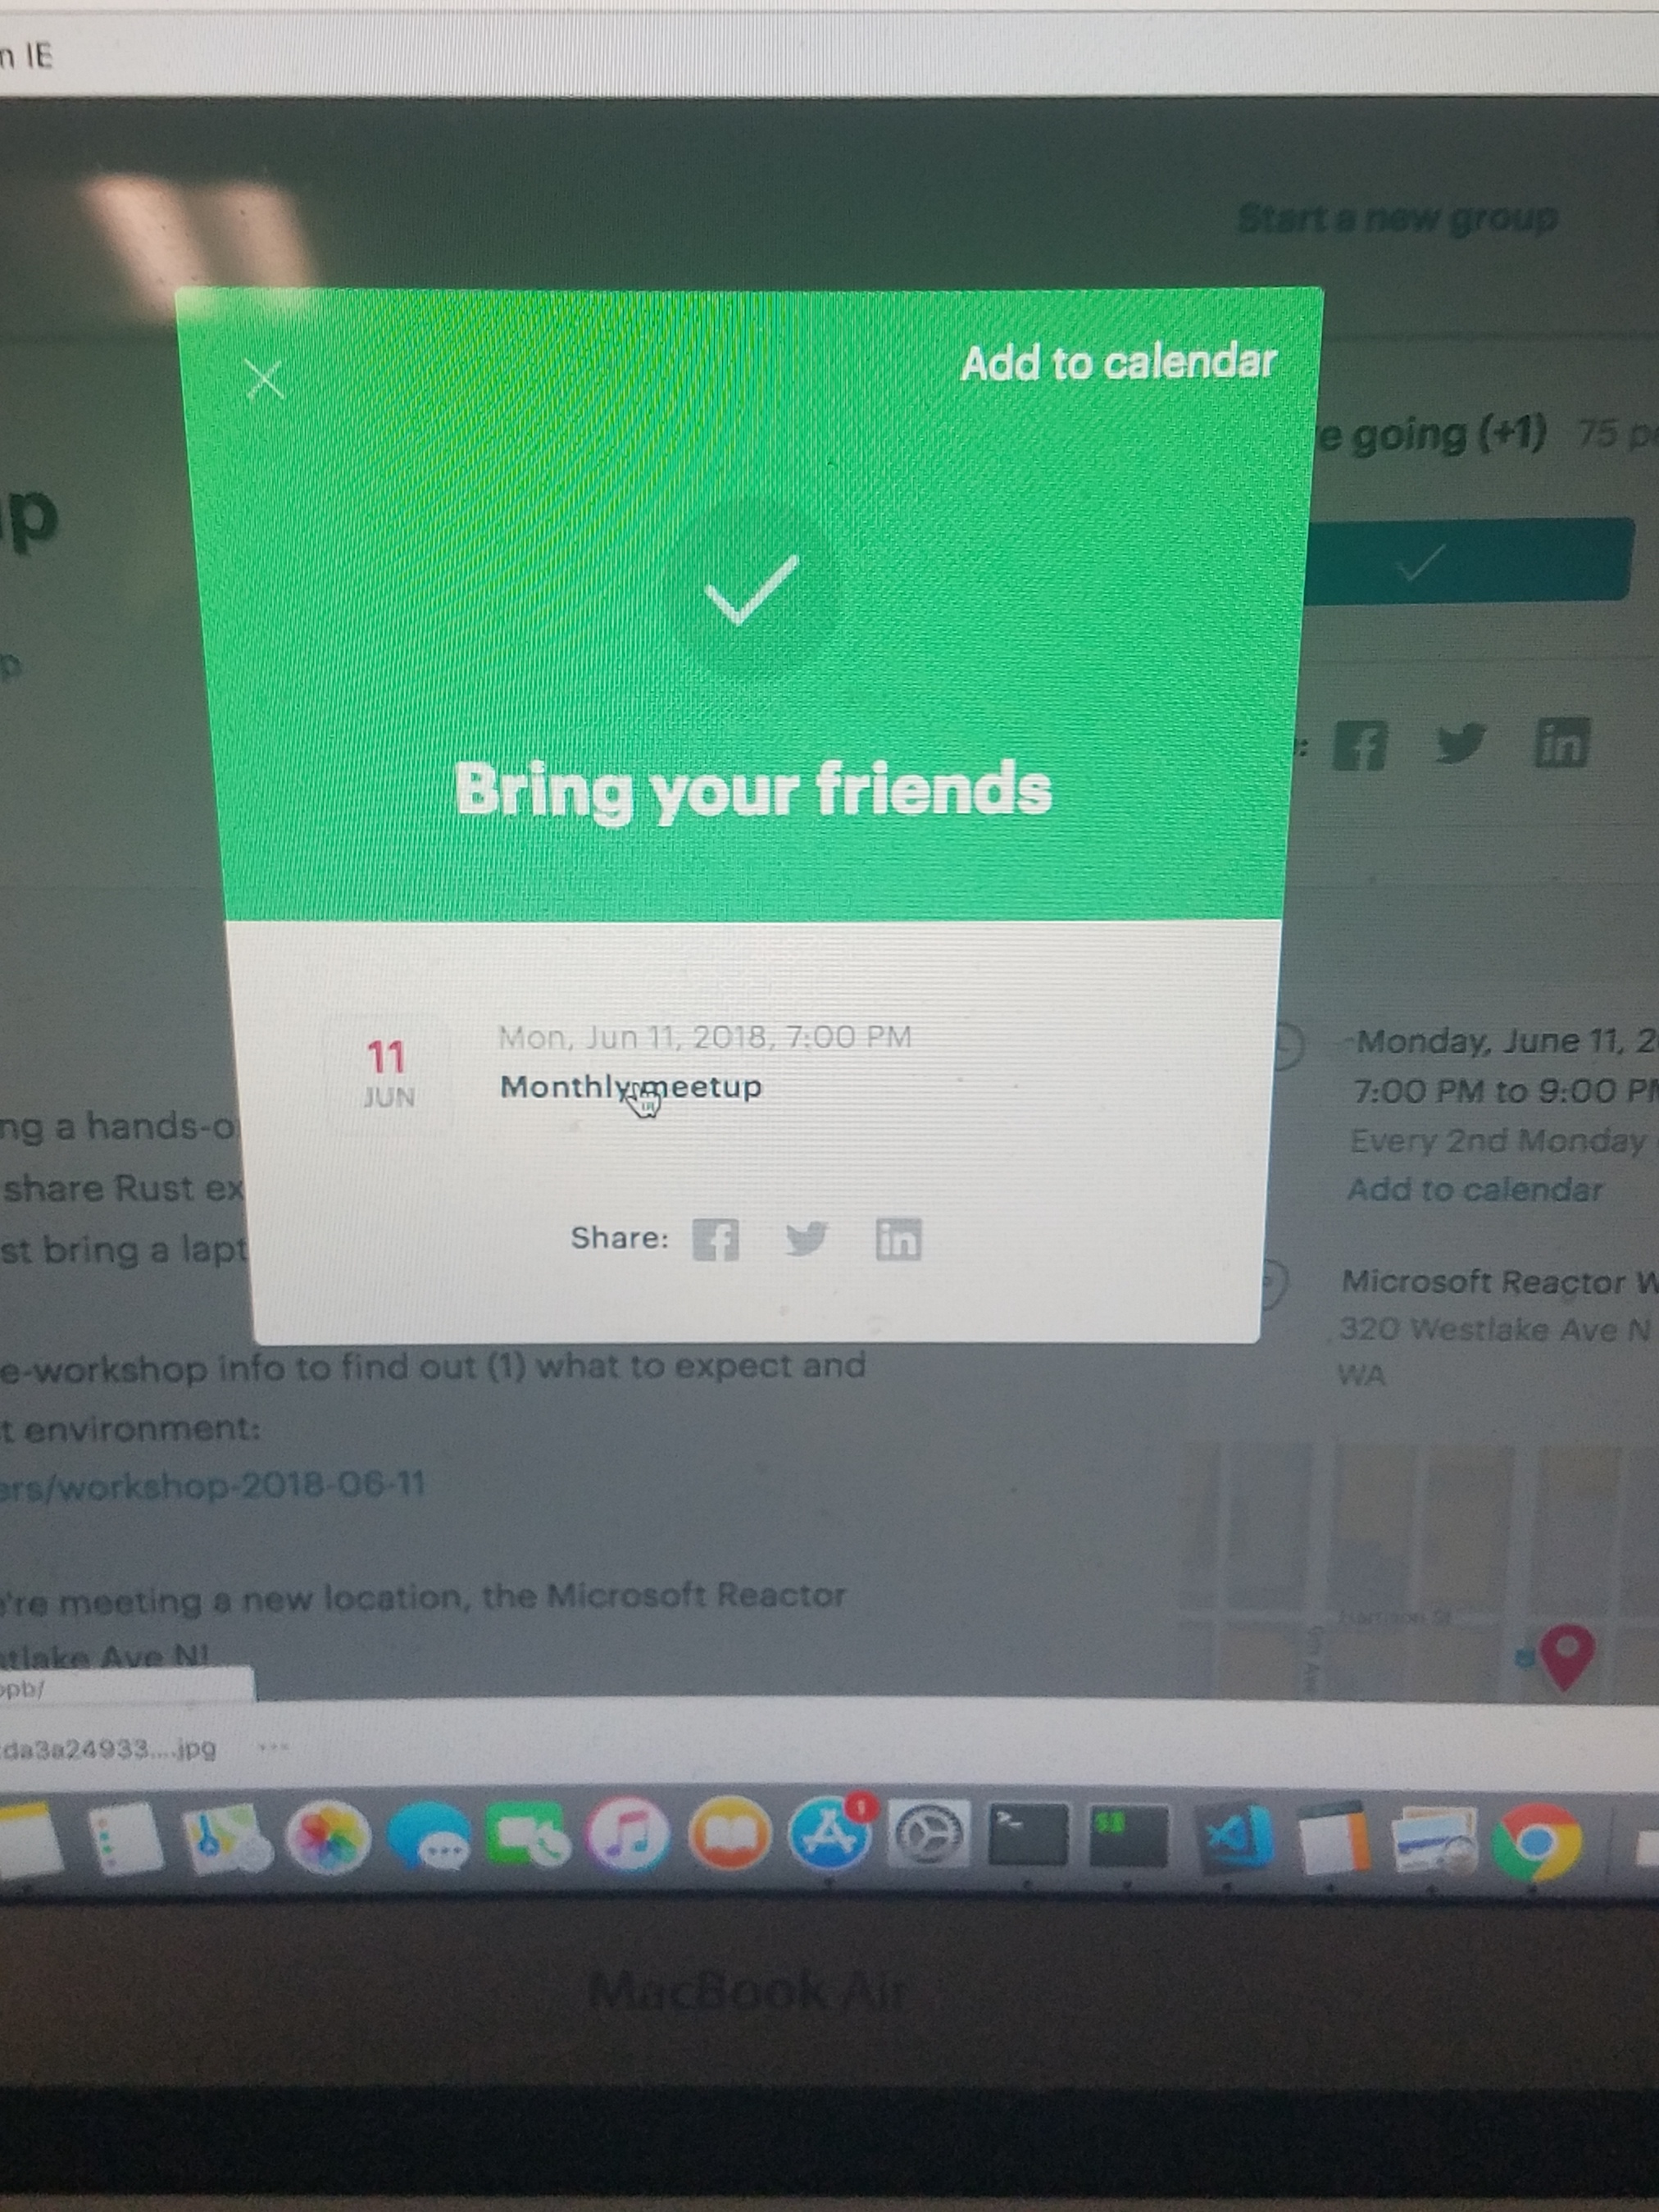 n IE
Start a new group
Add to calendar
e going (+1) 75 p
up
p
Bring your friends
11
JUN
Mon, Jun 11, 2018, 7:00 PM
Monthly meetup
Share:
Monday, June 11, 2
7:00 PM to 9:00 PM
Every 2nd Monday
Add to calendar
Microsoft Reactor W
320 Westlake Ave N
WA
ng a hands-o
share Rust ex
st bring a lapt
e-workshop info to find out (1) what to expect and
t environment:
ers/workshop-2018-06-11
're meeting a new location, the Microsoft Reactor
tlake Ave N!
Harrison St
pb/
da3a24933....jpg
1
MacBook Air